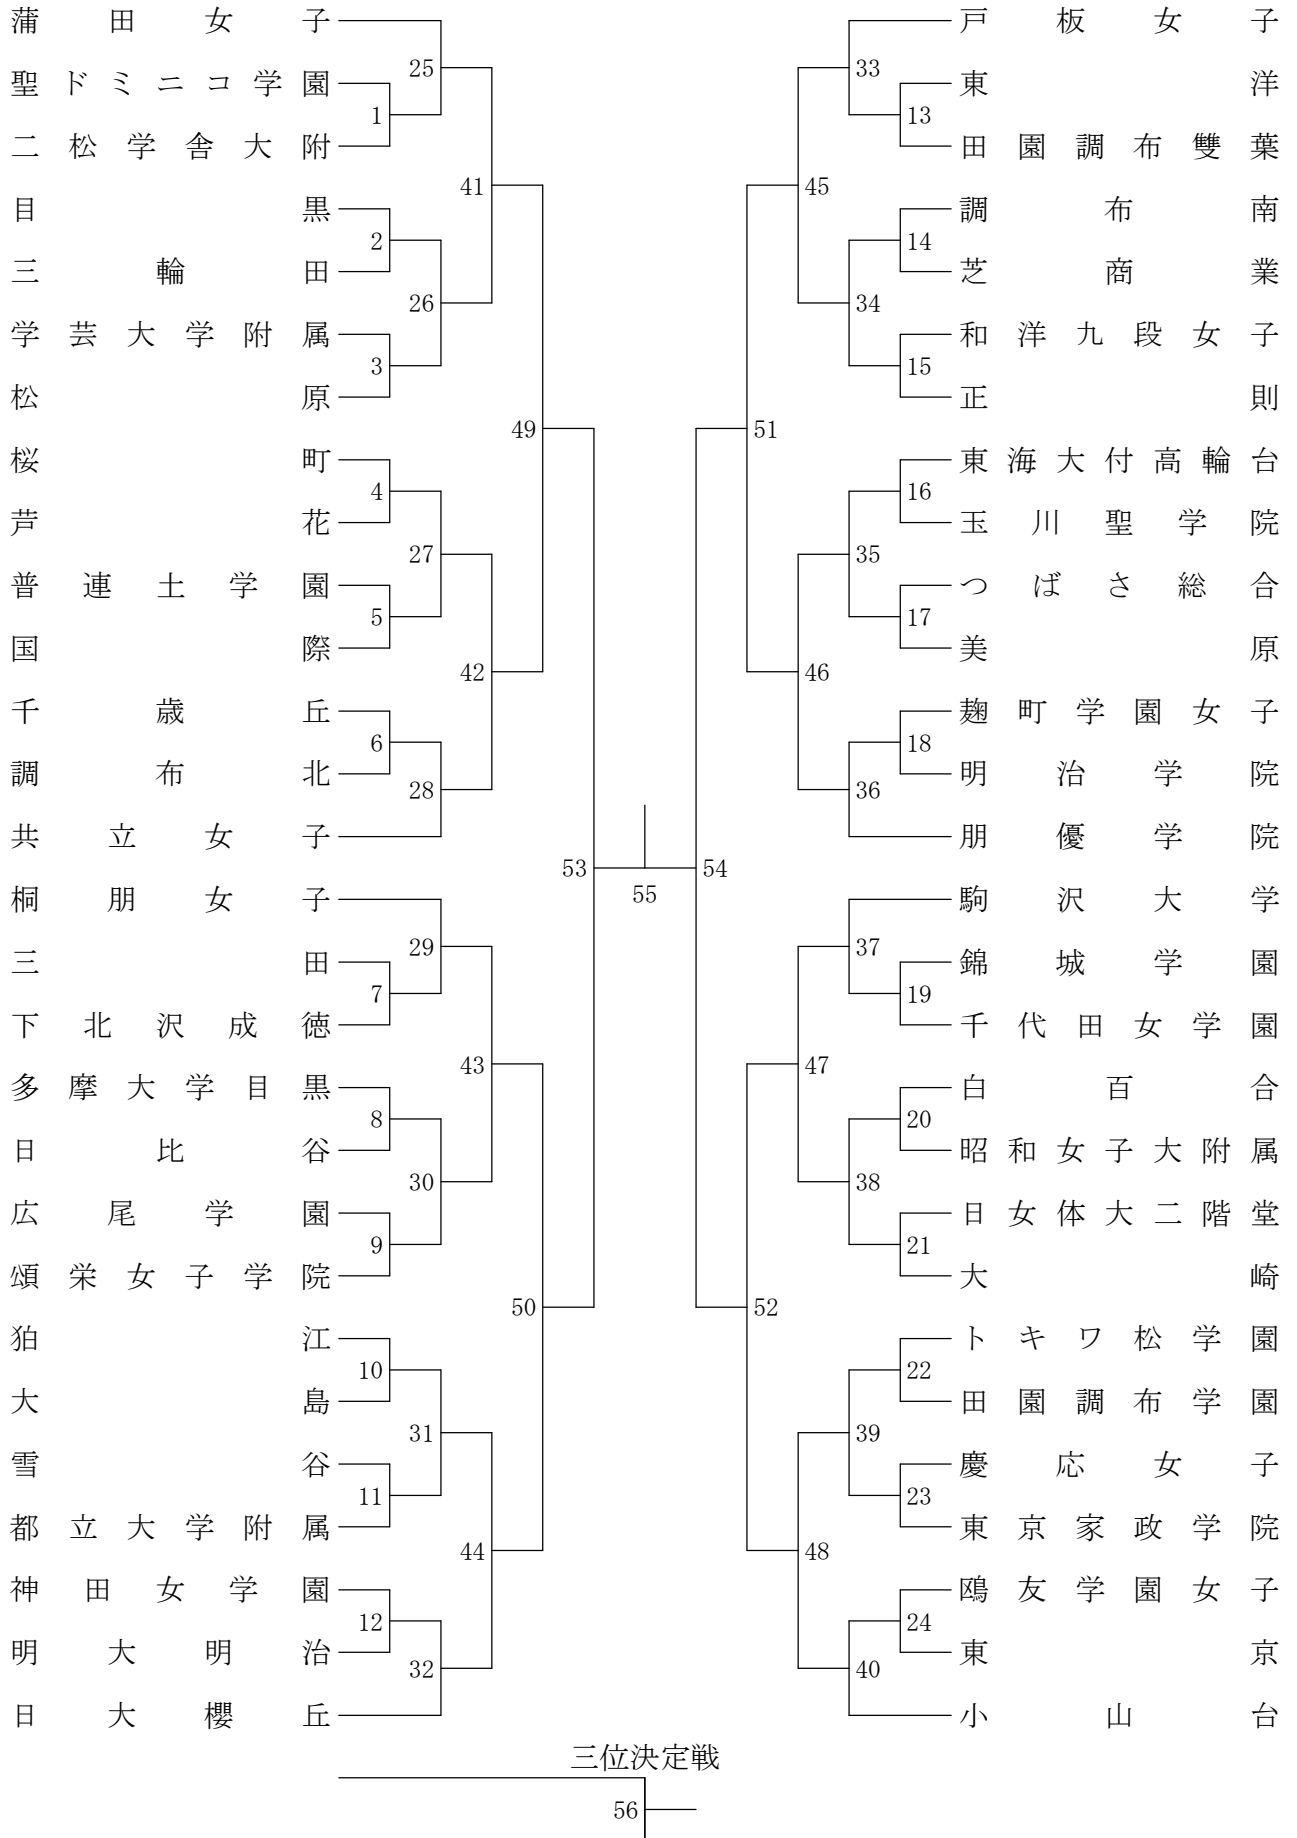 蒲田女子
25
聖ドミニコ学園
1
二松学舎大附
41
目黒
2
三輪田
26
学芸大学附属
3
松原
49
桜町
4
芦花
27
普連土学園
5
国際
42
千歳丘
6
調布北
28
共立女子
53
桐朋女子
29
三田
7
下北沢成徳
43
多摩大学目黒
8
日比谷
30
広尾学園
9
頌栄女子学院
50
狛江
10
大島
31
雪谷
11
都立大学附属
44
神田女学園
12
明大明治
32
日大櫻丘
55
戸板女子
33
東洋
13
田園調布雙葉
45
調布南
14
芝商業
34
和洋九段女子
15
正則
51
東海大付高輪台
16
玉川聖学院
35
つばさ総合
17
美原
46
麹町学園女子
18
明治学院
36
朋優学院
54
駒沢大学
37
錦城学園
19
千代田女学園
47
白百合
20
昭和女子大附属
38
日女体大二階堂
21
大崎
52
トキワ松学園
22
田園調布学園
39
慶応女子
23
東京家政学院
48
鴎友学園女子
24
東京
40
小山台
三位決定戦
56